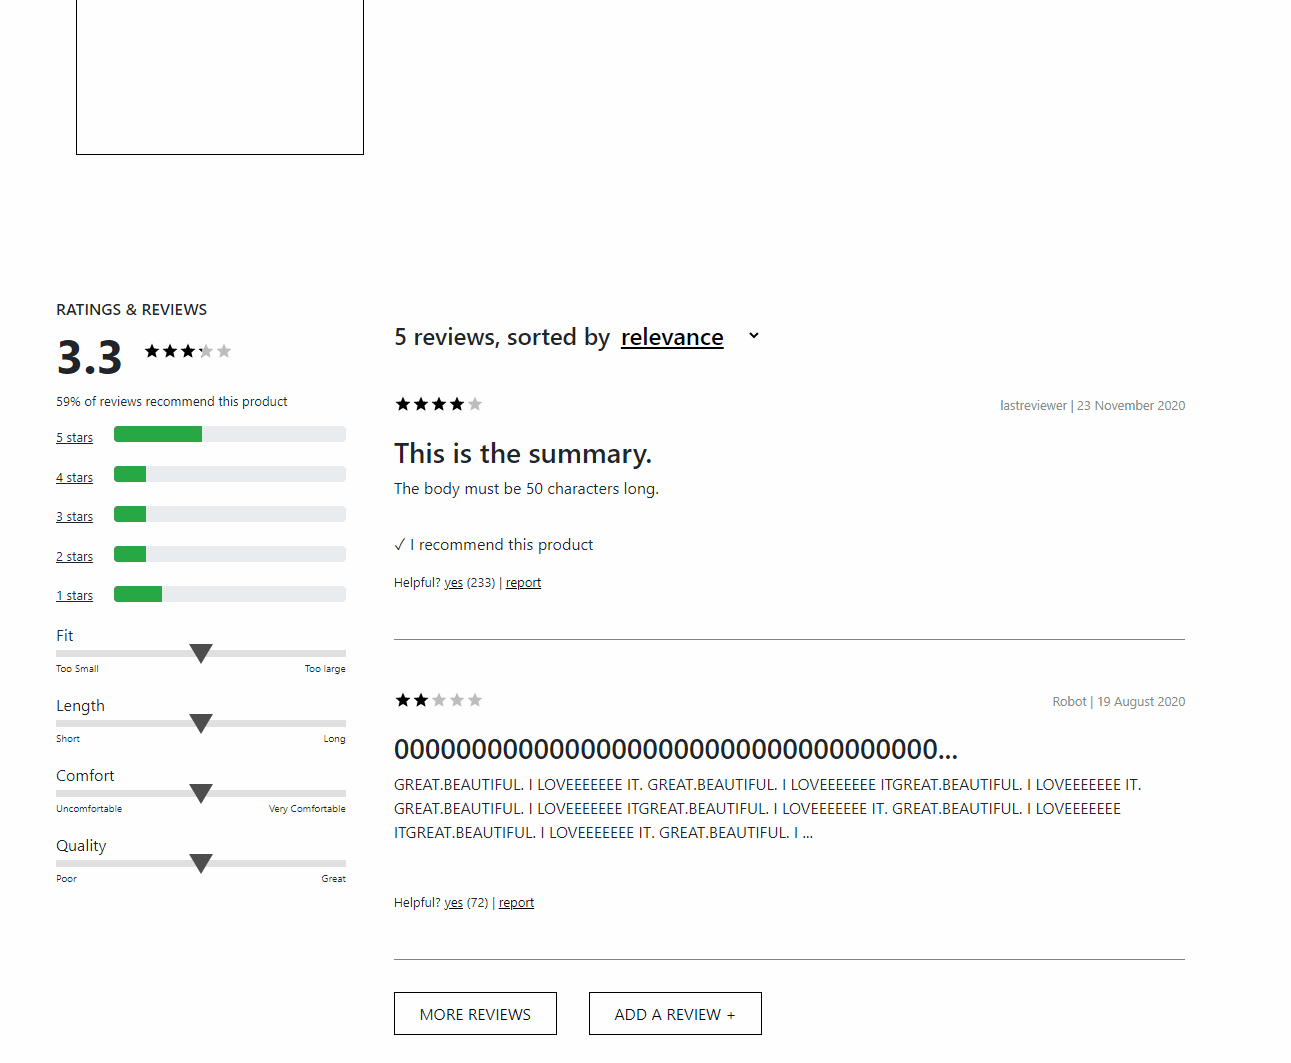 RATINGS & REVIEWS
3.3
59% of reviews recommend this product
5 stars
4 stars
3 stars
2 stars
1 stars
Fit
Too Small Too large
Length
Short Long
Comfort
Uncomfortable Very Comfortable
Quality
Poor Great
5 reviews, sorted by relevance
lastreviewer | 23 November 2020
This is the summary.
The body must be 50 characters long.
✓ I recommend this product
Helpful? yes (233) | report
Robot | 19 August 2020
00000000000000000000000000000000000...
GREAT.BEAUTIFUL. I LOVEEEEEEE IT. GREAT.BEAUTIFUL. I LOVEEEEEEE ITGREAT.BEAUTIFUL. I LOVEEEEEEE IT.
GREAT.BEAUTIFUL. I LOVEEEEEEE ITGREAT.BEAUTIFUL. I LOVEEEEEEE IT. GREAT.BEAUTIFUL. I LOVEEEEEEE
ITGREAT.BEAUTIFUL. I LOVEEEEEEE IT. GREAT.BEAUTIFUL. I ...
Helpful? yes (72) | report
MORE REVIEWS
ADD A REVIEW +